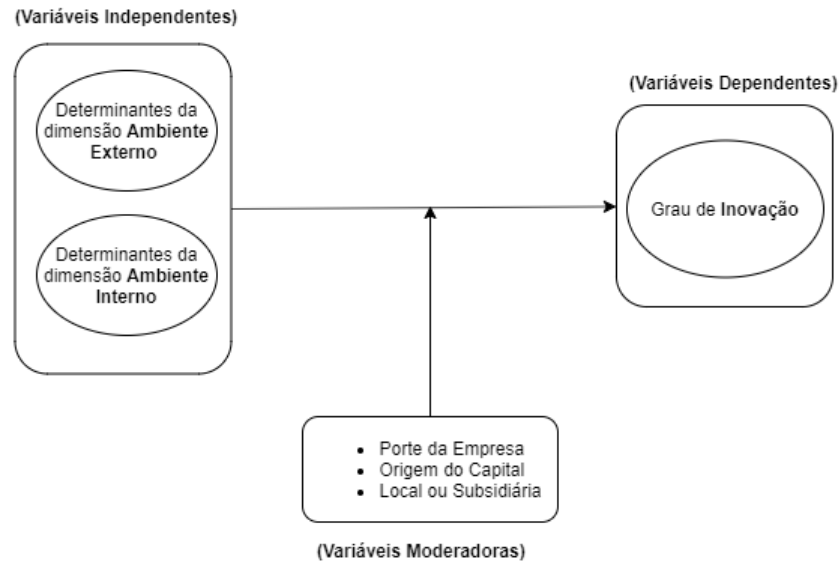 (Variáveis Independentes)
Determinantes da
dimensão Ambiente
Externo
Determinantes da
dimensão Ambiente
Interno
(Variáveis Dependentes)
Grau de Inovação
• Porte da Empresa
• Origem do Capital
• Local ou Subsidiária
(Variáveis Moderadoras)